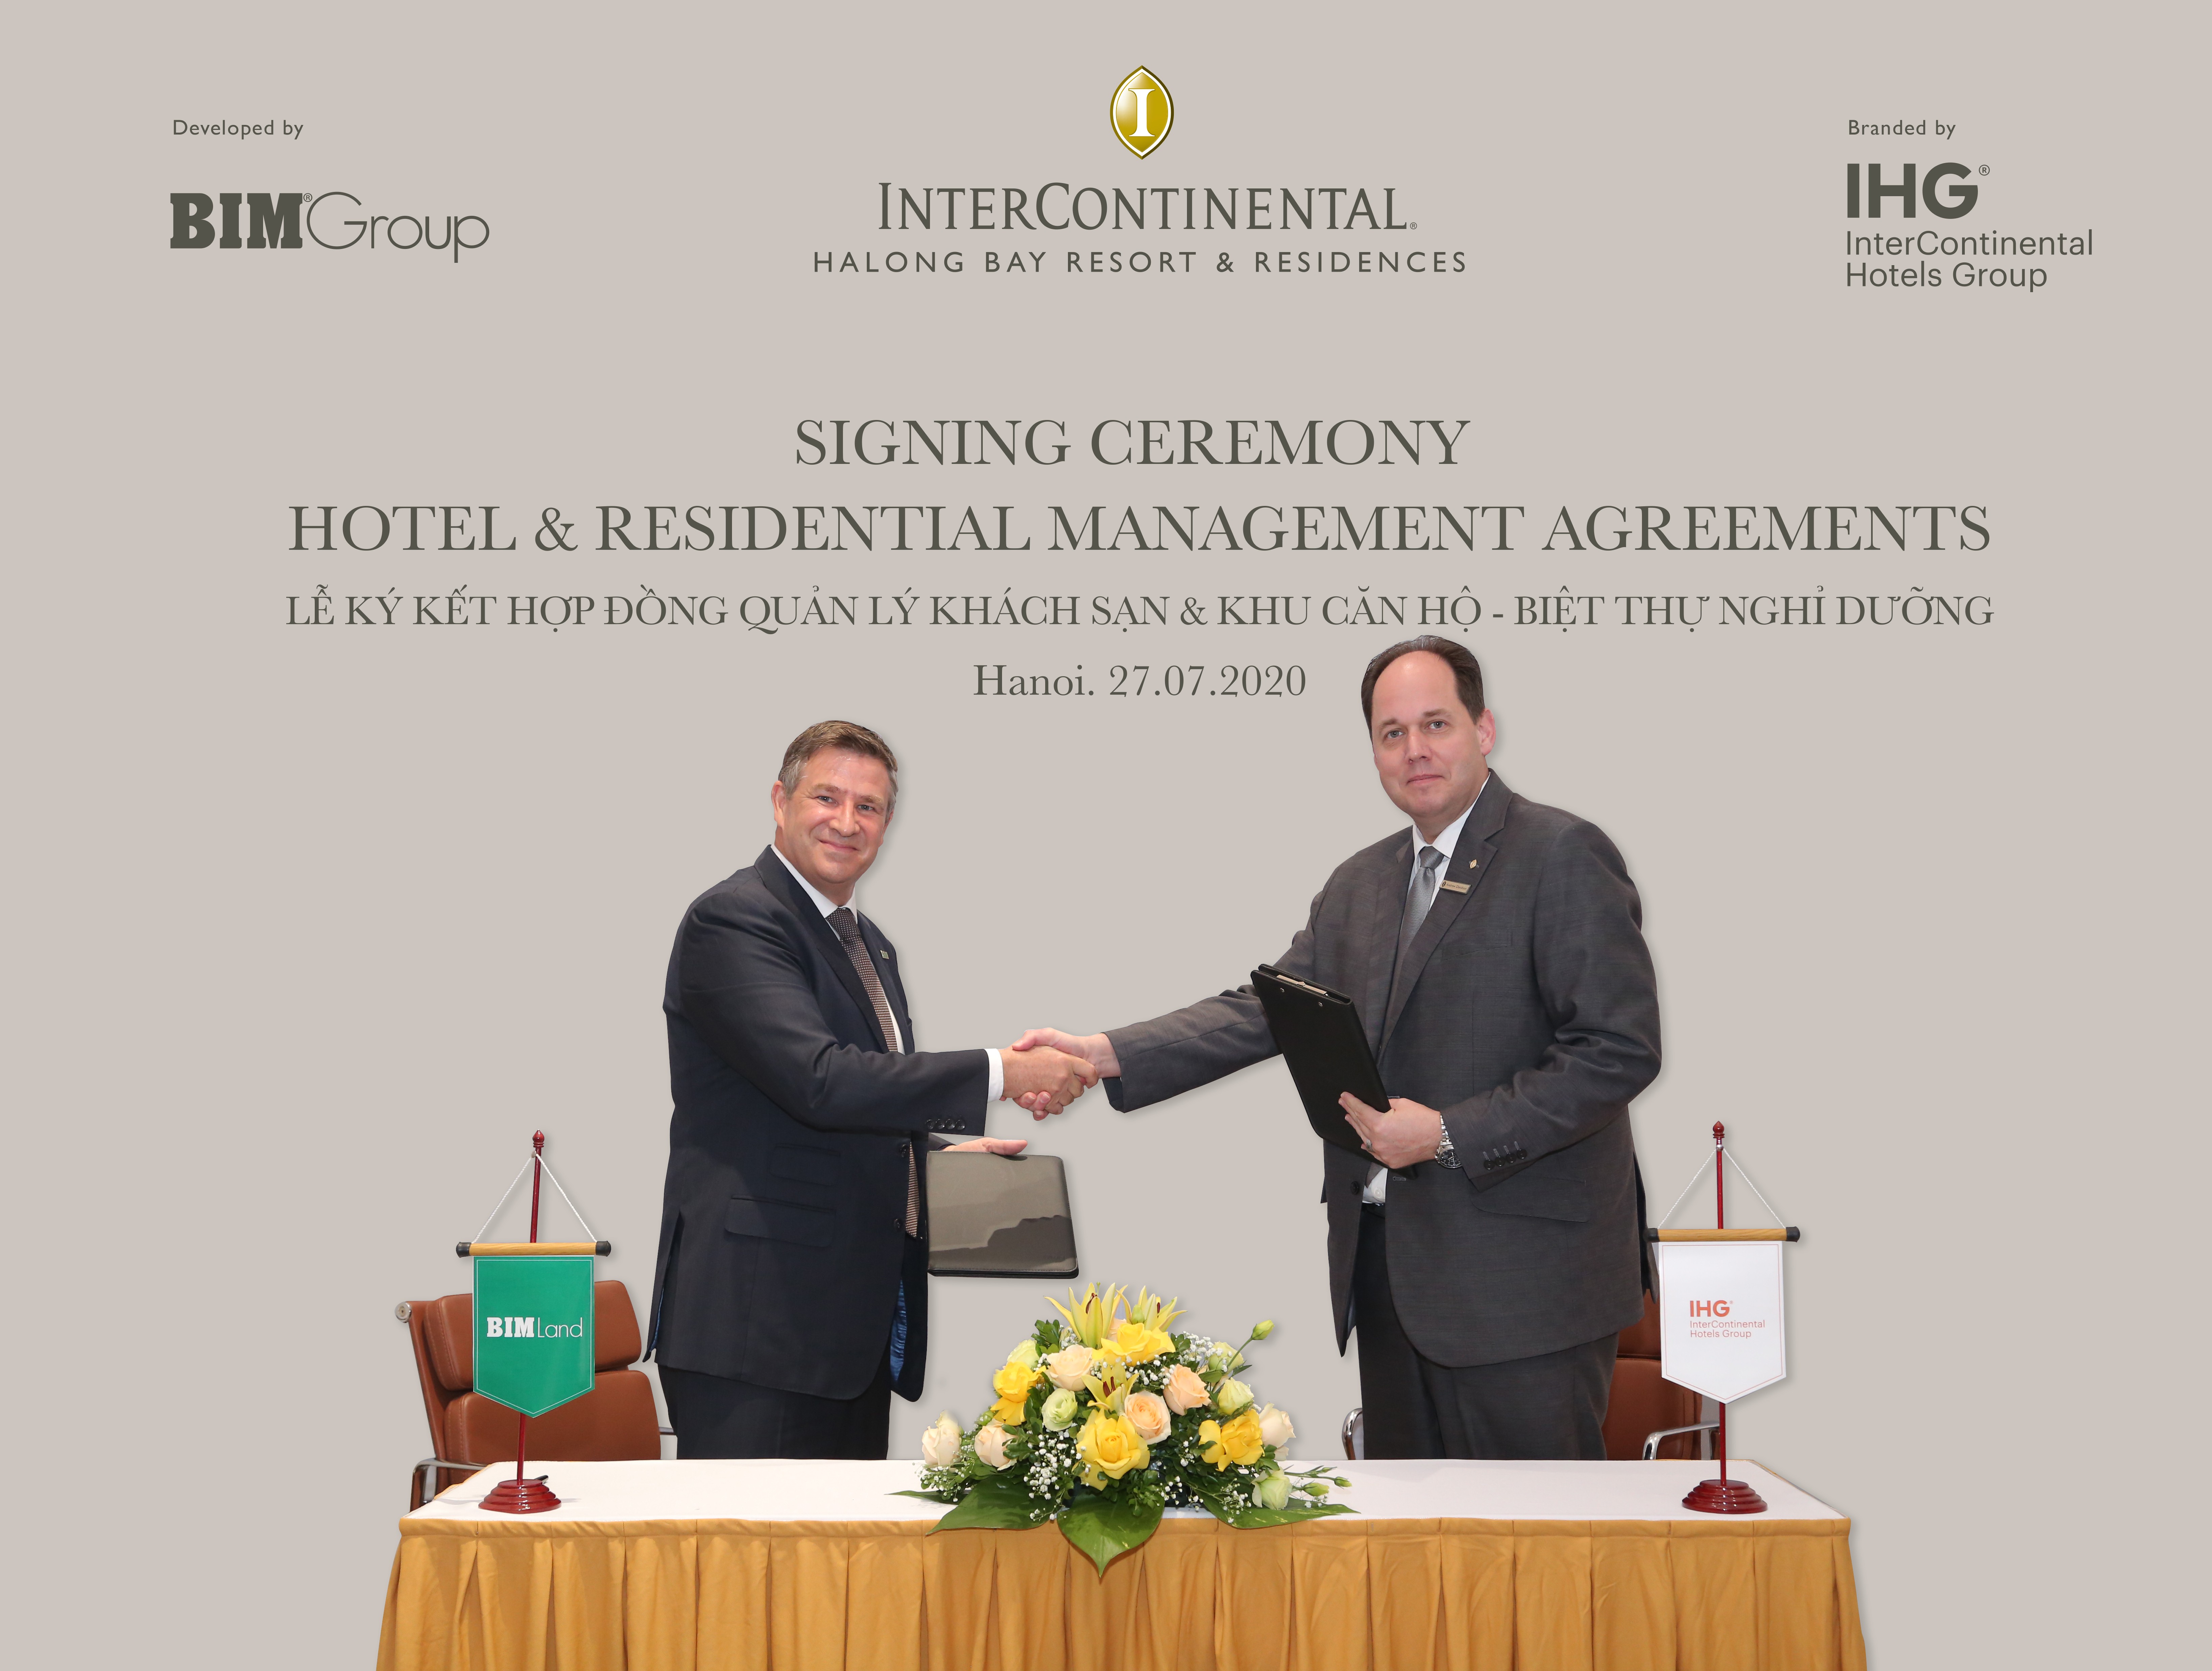 Developed by
BIM®Group
I
INTERCONTINENTAL®
HALONG BAY RESORT & RESIDENCES
Branded by
IHG®
InterContinental
Hotels Group
SIGNING CEREMONY
HOTEL & RESIDENTIAL MANAGEMENT AGREEMENTS
LỄ KÝ KẾT HỢP ĐỒNG QUẢN LÝ KHÁCH SẠN & KHU CĂN HỘ - BIỆT THỰ NGHỈ DƯỠNG
Hanoi. 27.07.2020
BIMLand
IHG®
InterContinental
Hotels Group